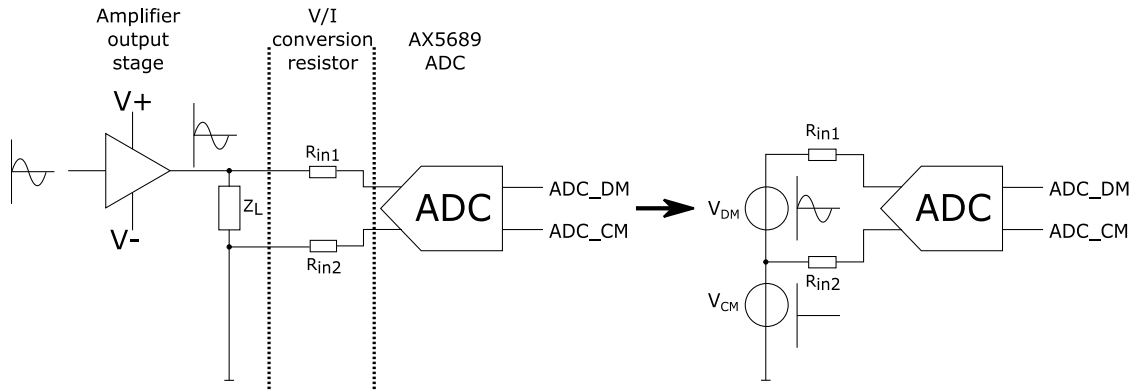 Amplifier
output
stage
V/I
conversion
resistor
AX5689
ADC
V+
V-
ZL
Rin1
Rin2
ADC
ADC_DM
ADC_CM
Rin1
VDM
Rin2
VCM
ADC
ADC_DM
ADC_CM